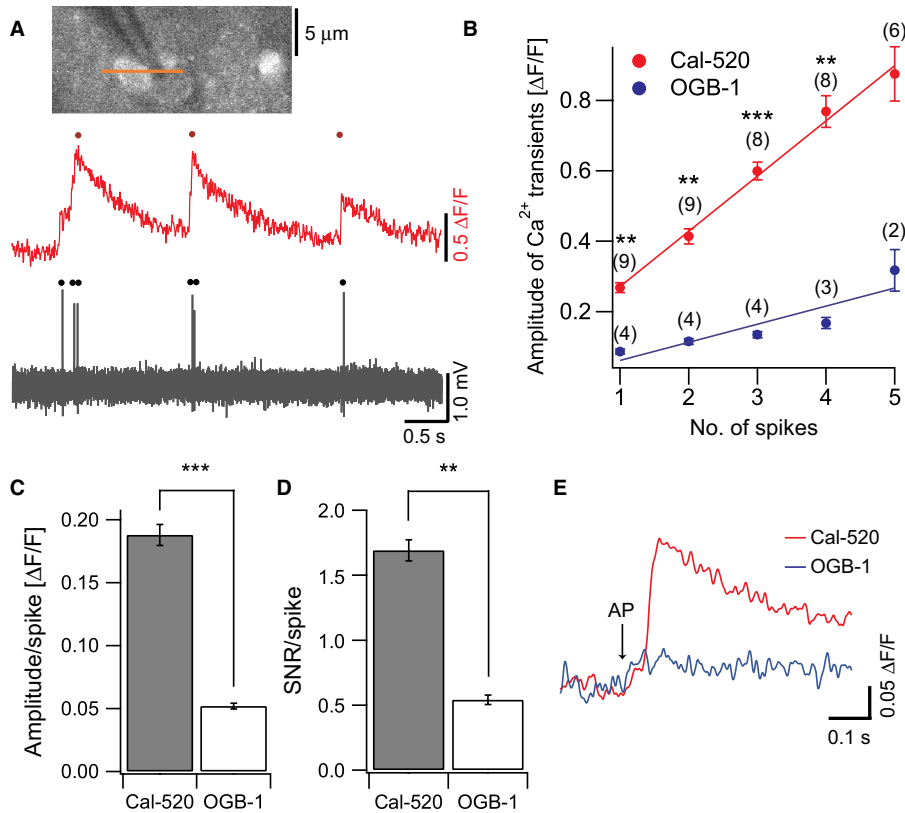 A
5 μm
0.5 ΔF/F
1.0 mV
0.5 s
B
Cal-520
OGB-1
Amplitude of Ca²⁺ transients [ΔF/F]
0.8
0.6
0.4
0.2
**
(9)
**
(9)
***
(8)
**
(8)
(6)
(4)
(4)
(4)
(3)
(2)
1
2
3
4
5
No. of spikes
C
***
Amplitude/spike [ΔF/F]
0.20
0.15
0.10
0.05
0.00
Cal-520
OGB-1
D
**
SNR/spike
2.0
1.5
1.0
0.5
0.0
Cal-520
OGB-1
E
Cal-520
OGB-1
AP
0.05 ΔF/F
0.1 s